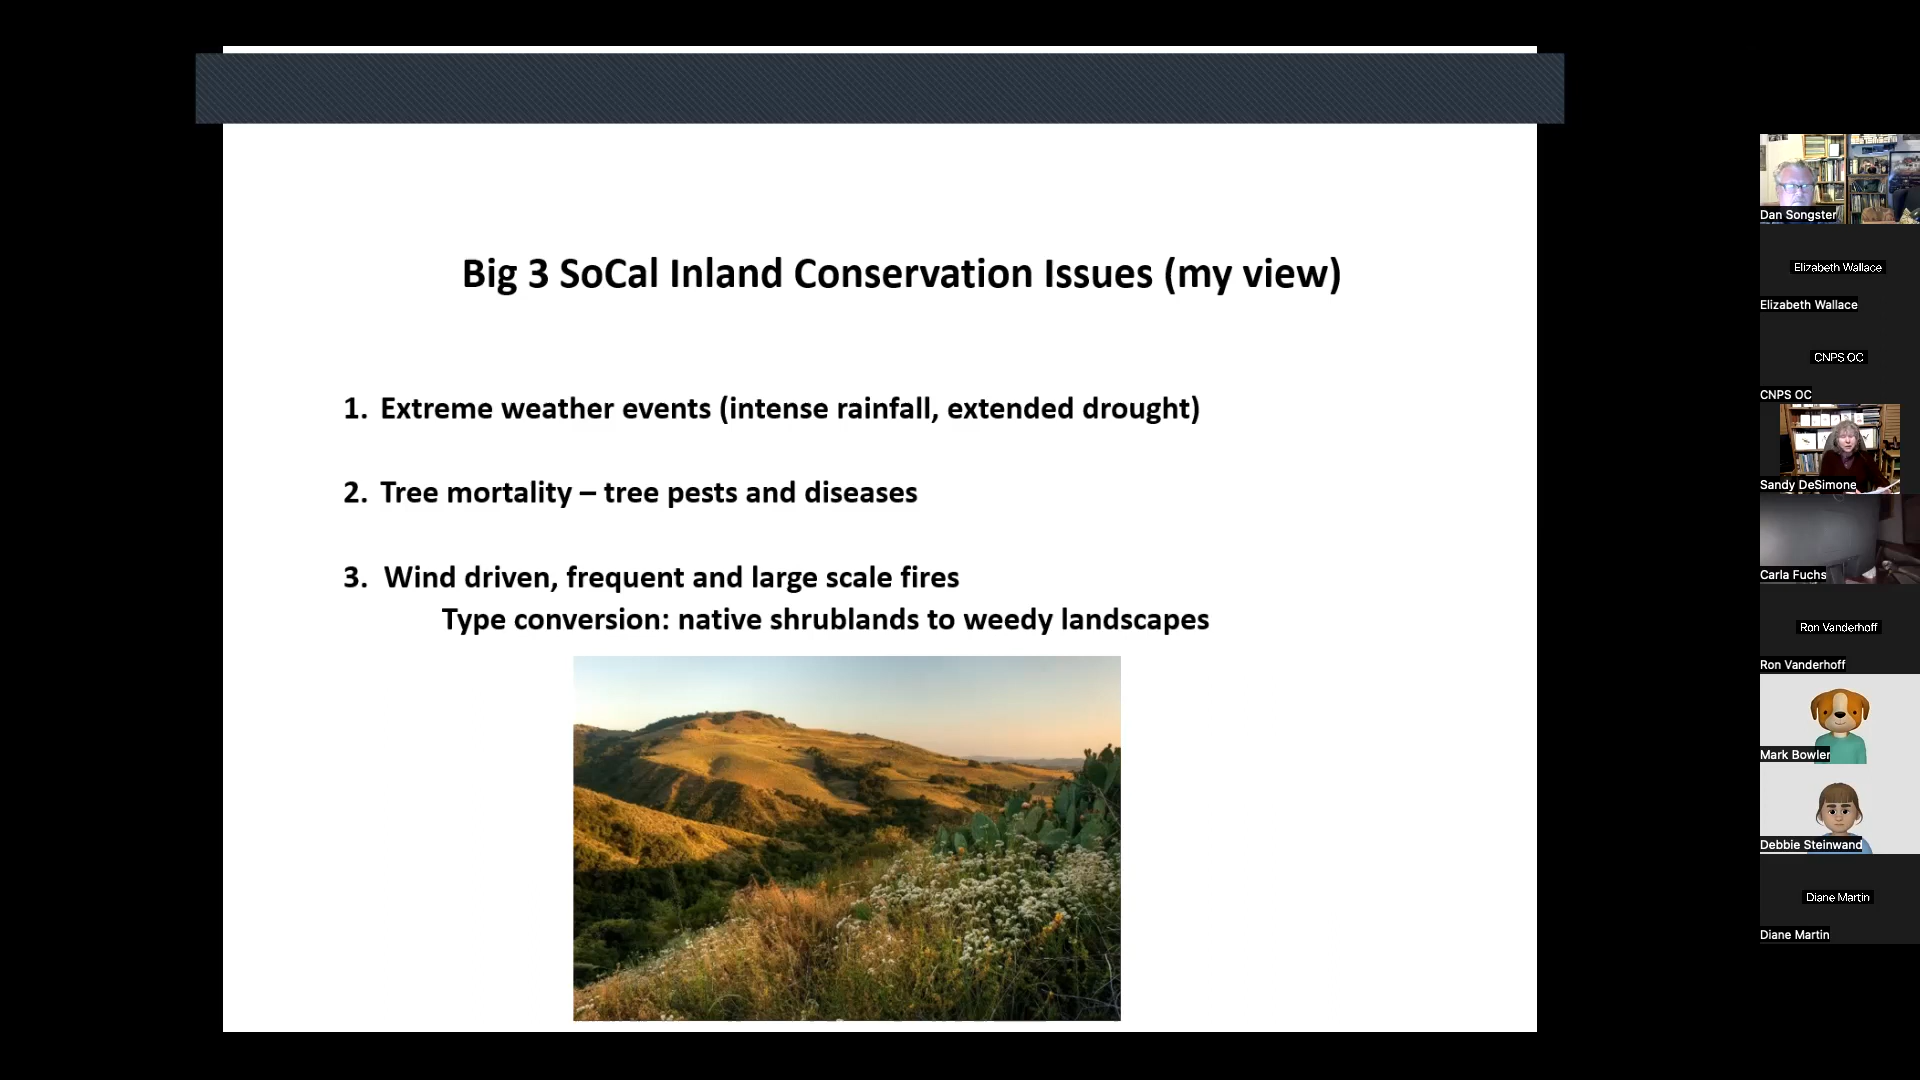 Big 3 SoCal Inland Conservation Issues (my view)
1. Extreme weather events (intense rainfall, extended drought)
2. Tree mortality – tree pests and diseases
3. Wind driven, frequent and large scale fires
Type conversion: native shrublands to weedy landscapes
Dan Songster
Elizabeth Wallace
Elizabeth Wallace
CNPS OC
CNPS OC
Sandy DeSimone
Carla Fuchs
Ron Vanderhoff
Ron Vanderhoff
Mark Bowler
Debbie Steinwand
Diane Martin
Diane Martin